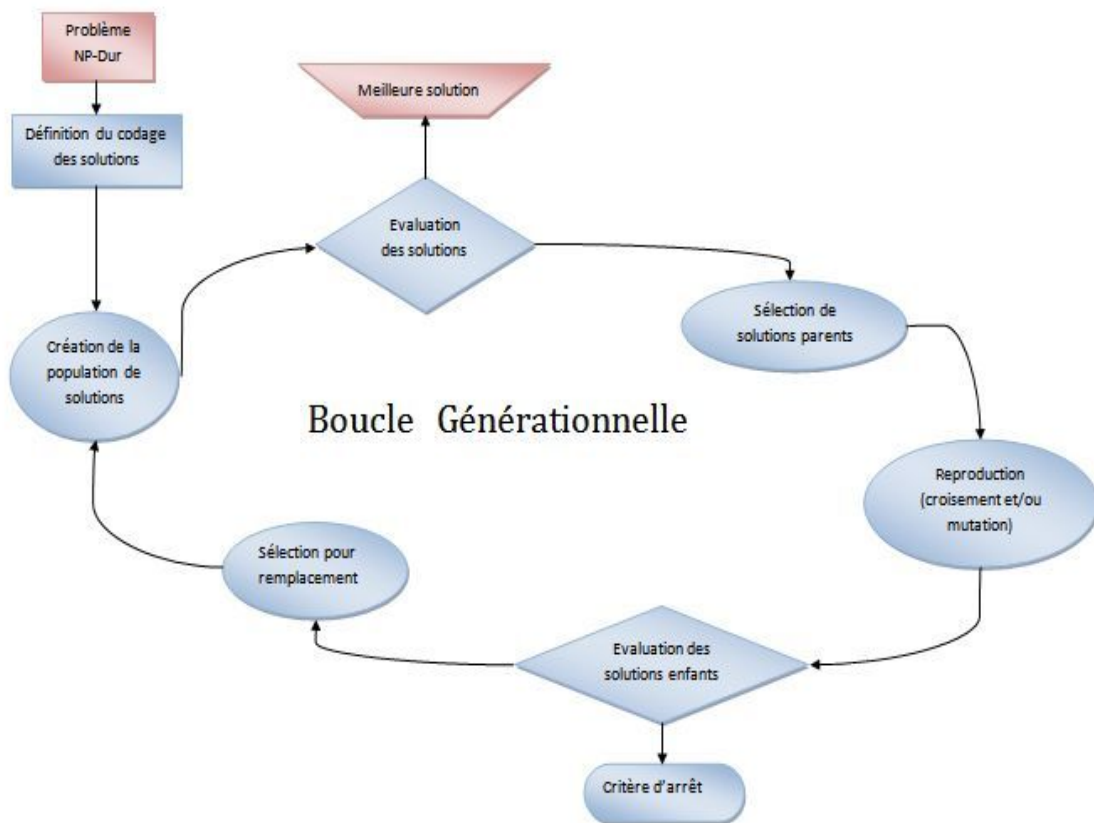 Problème
NP-Dur
Définition du codage
des solutions
Meilleure solution
Evaluation
des solutions
Sélection de
solutions parents
Création de la
population de
solutions
Boucle Générationnelle
Reproduction
(croisement et/ou
mutation)
Sélection pour
remplacement
Evaluation des
solutions enfants
Critère d'arrêt